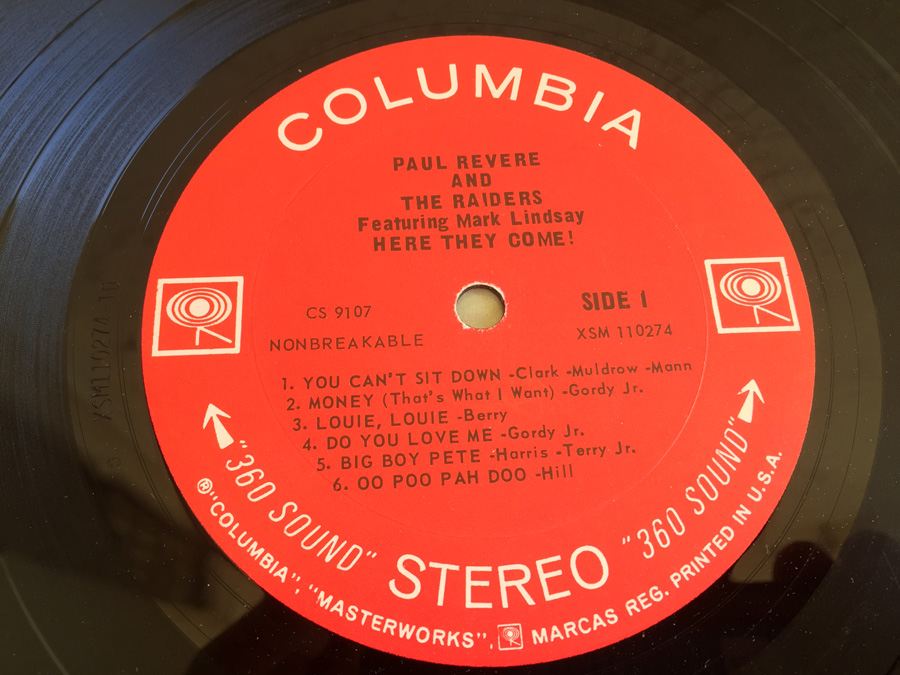 COLUMBIA
PAUL REVERE
AND
THE RAIDERS
Featuring Mark Lindsay
HERE THEY COME!
CS 9107
NONBREAKABLE
SIDE 1
XSM 110274
1. YOU CAN'T SIT DOWN -Clark -Muldrow -Mann
2. MONEY (That's What I Want) -Gordy Jr.
3. LOUIE, LOUIE -Berry
4. DO YOU LOVE ME -Gordy Jr.
5. BIG BOY PETE -Harris -Terry Jr.
6. OO POO PAH DOO -Hill
"360 SOUND" STEREO "360 SOUND"
®"COLUMBIA", "MASTERWORKS", MARCAS REG. PRINTED IN U.S.A.
XSM110274